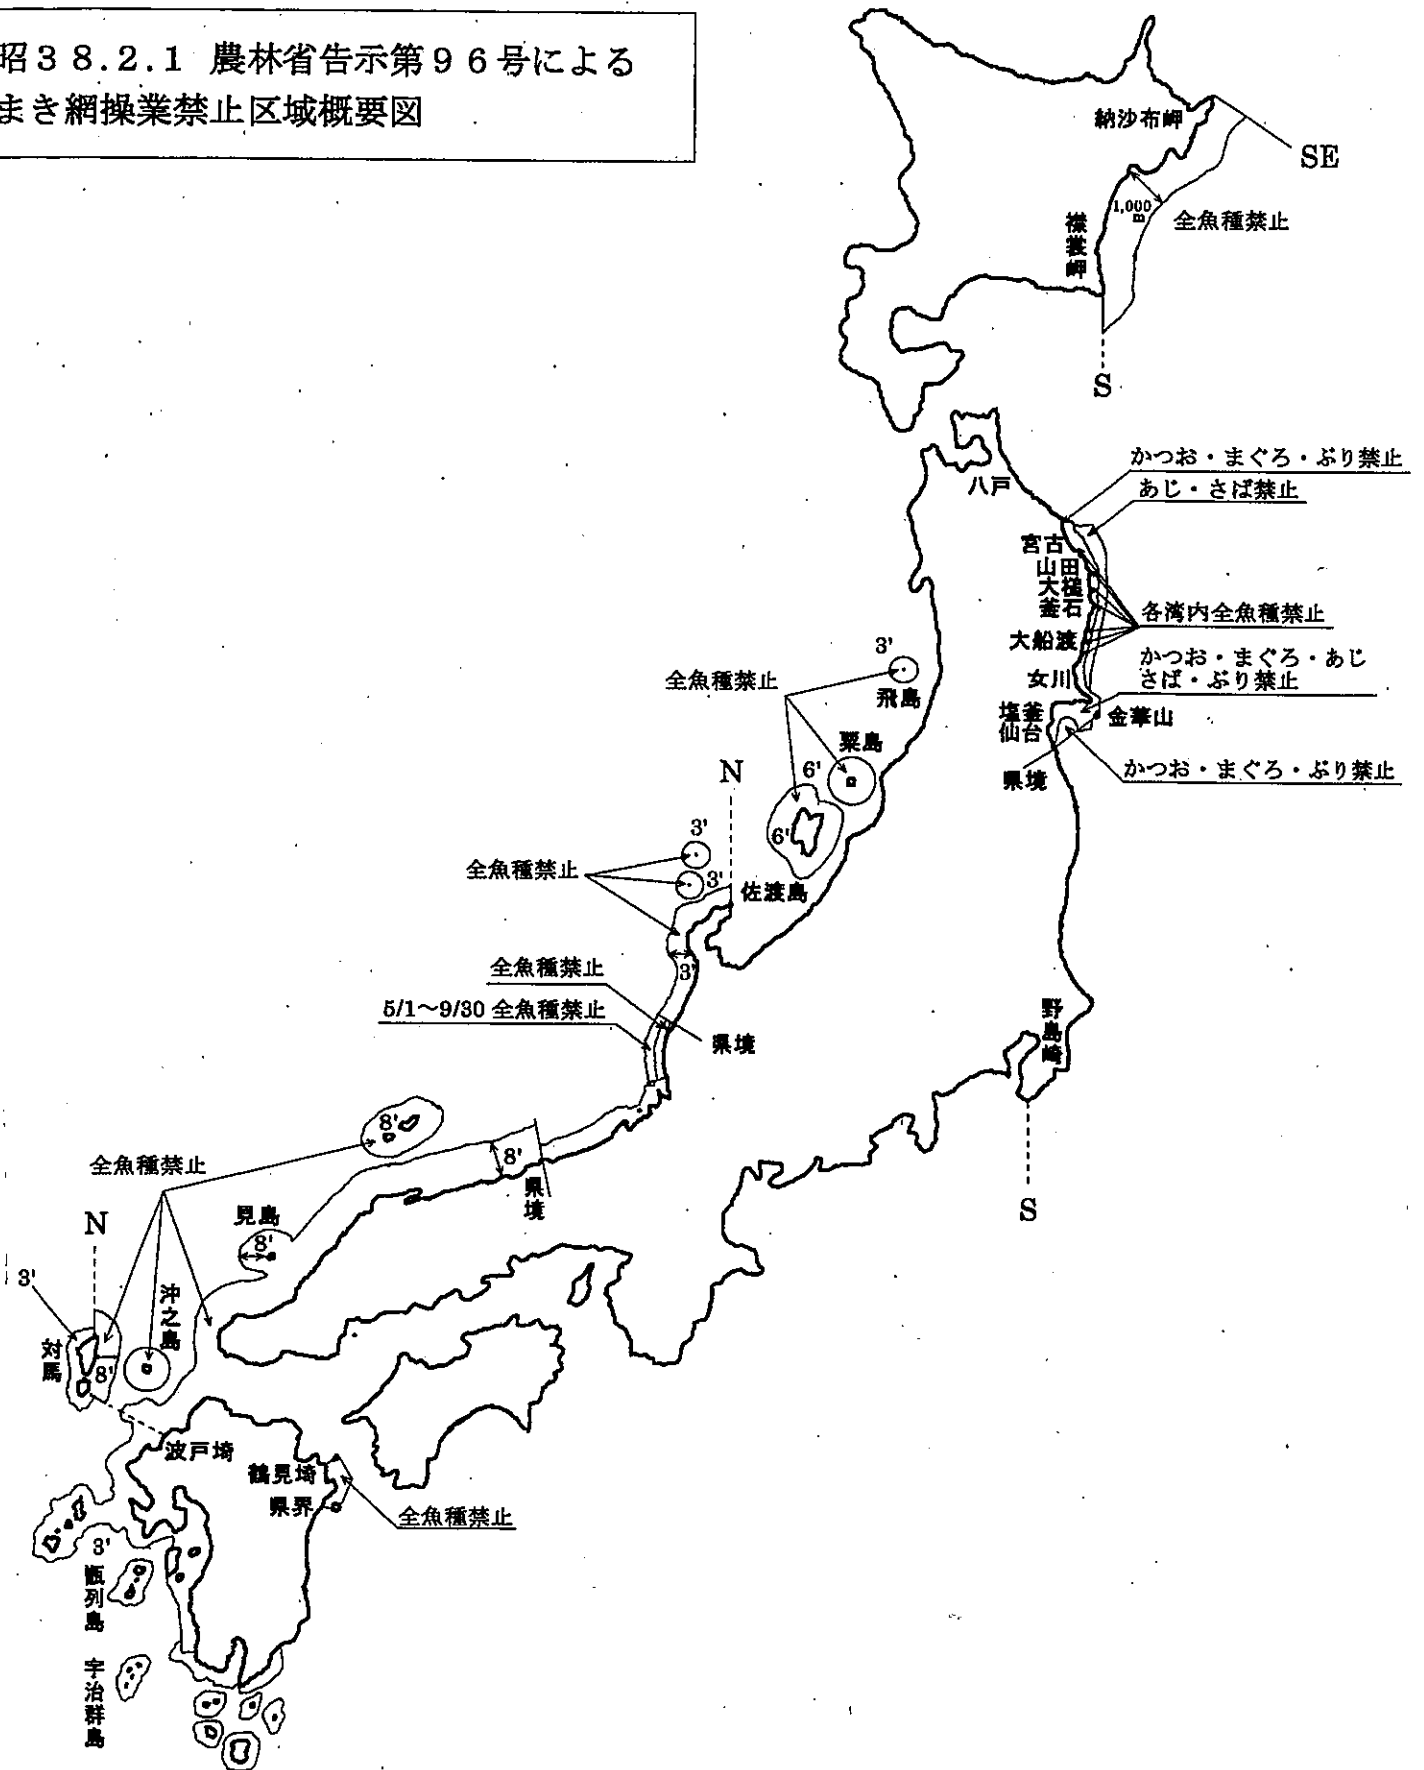 昭３８.２.１ 農林省告示第９６号による
まき網操業禁止区域概要図
納沙布岬
SE
1,000
m
全魚種禁止
襟裳岬
S
かつお・まぐろ・ぶり禁止
八戸
あじ・さば禁止
宮古
山田
大槌
釜石
各湾内全魚種禁止
大船渡
かつお・まぐろ・あじ
さば・ぶり禁止
女川
塩釜
仙台
金華山
県境
かつお・まぐろ・ぶり禁止
3'
全魚種禁止
飛島
粟島
6'
N
6'
3'
全魚種禁止
3'
佐渡島
3'
全魚種禁止
5/1～9/30 全魚種禁止
県境
野島崎
S
8'
全魚種禁止
8'
県境
見島
8'
N
3'
沖之島
対馬
8'
波戸埼
鶴見埼
県界
全魚種禁止
3'
甑列島
宇治群島